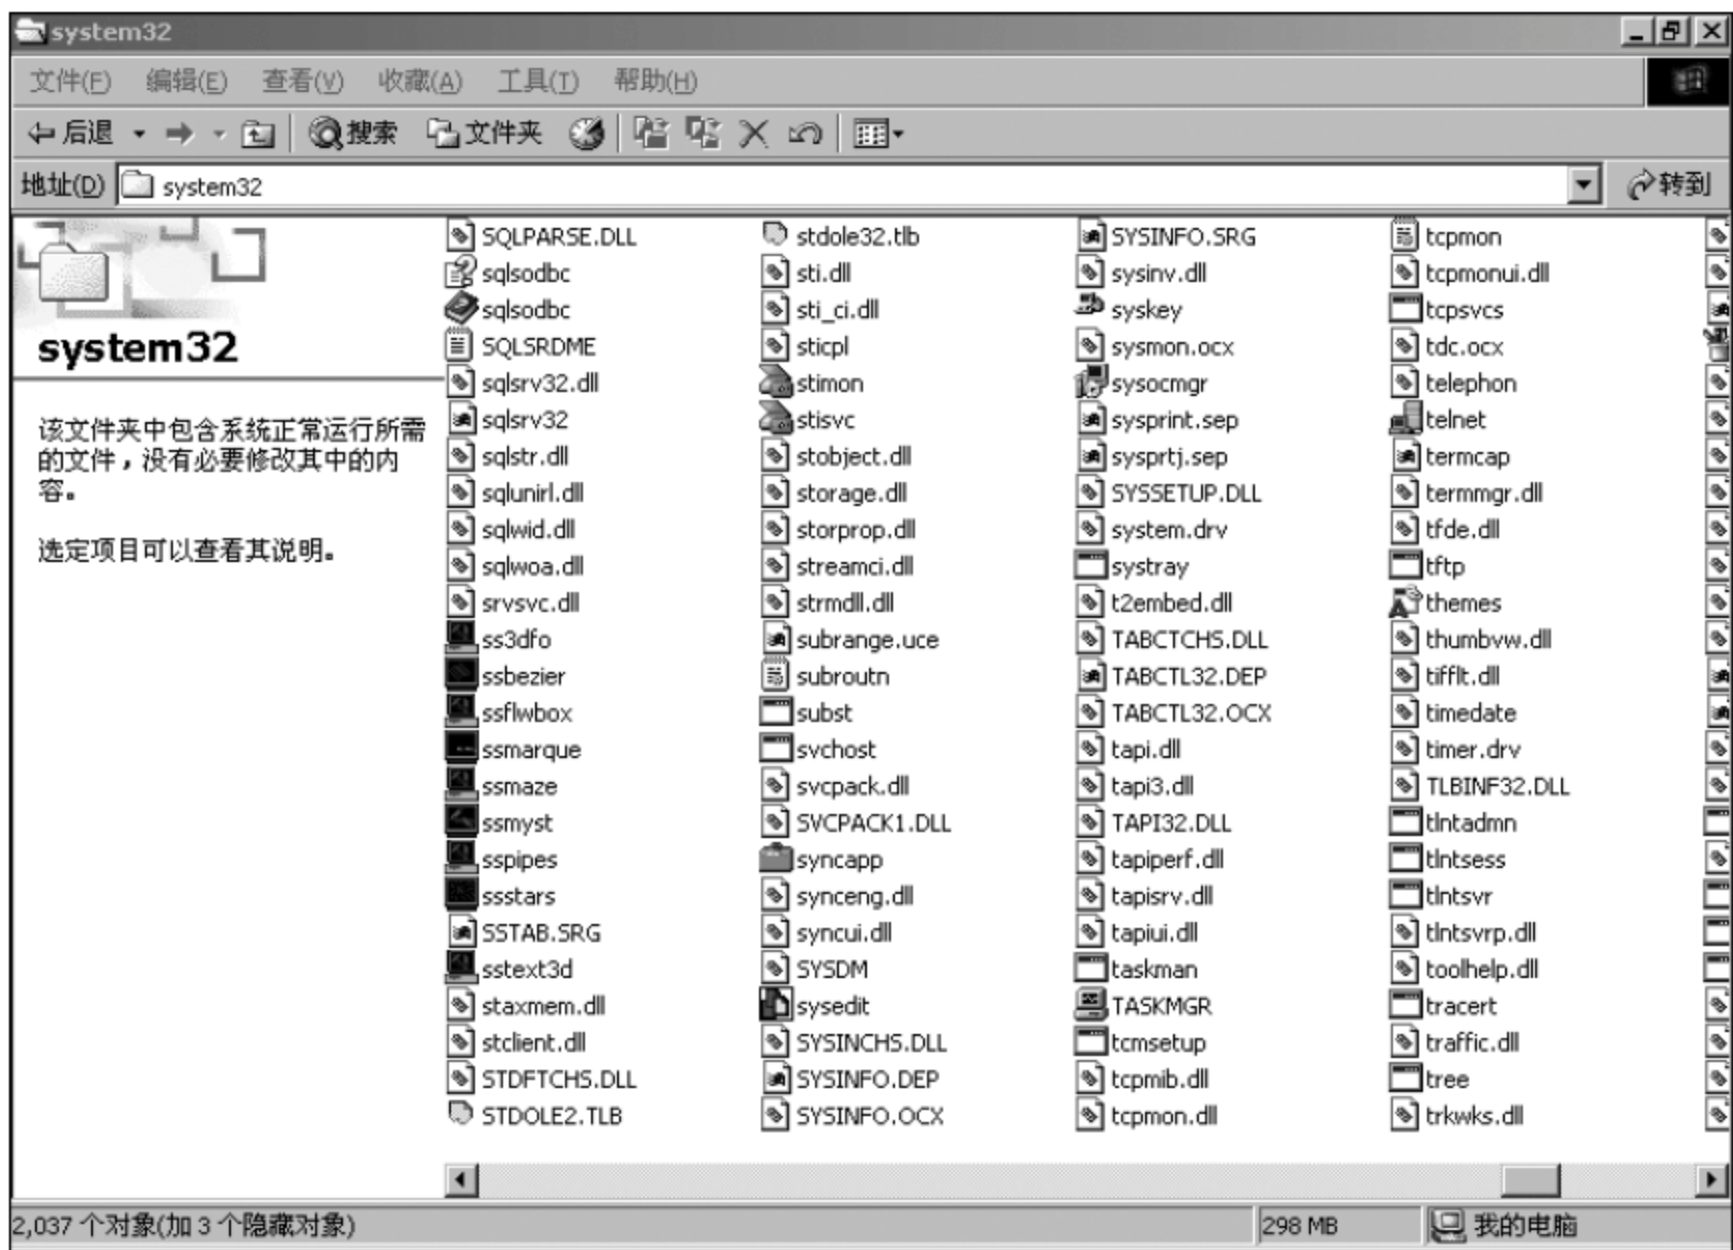 system32
文件(F) 编辑(E) 查看(V) 收藏(A) 工具(T) 帮助(H)
后退 搜索 文件夹
地址(D) system32 转到
system32
该文件夹中包含系统正常运行所需
的文件，没有必要修改其中的内
容。
选定项目可以查看其说明。
SQLPARSE.DLL
sqlsodbc
sqlsodbc
SQLSRDME
sqlsrv32.dll
sqlsrv32
sqlstr.dll
sqlunirl.dll
sqlwid.dll
sqlwoa.dll
srvsvc.dll
ss3dfo
ssbezier
ssflwbox
ssmarque
ssmaze
ssmyst
sspipes
ssstars
SSTAB.SRG
sstext3d
staxmem.dll
stclient.dll
STDFTCHS.DLL
STDOLE2.TLB
stdole32.tlb
sti.dll
sti_ci.dll
sticpl
stimon
stisvc
stobject.dll
storage.dll
storprop.dll
streamci.dll
strmdll.dll
subrange.uce
subroutn
subst
svchost
svcpack.dll
SVCPACK1.DLL
syncapp
synceng.dll
syncui.dll
SYSDM
sysedit
SYSINCHS.DLL
SYSINFO.DEP
SYSINFO.OCX
SYSINFO.SRG
sysinv.dll
syskey
sysmon.ocx
sysocmgr
sysprint.sep
sysprtj.sep
SYSSETUP.DLL
system.drv
systray
t2embed.dll
TABCTCHS.DLL
TABCTL32.DEP
TABCTL32.OCX
tapi.dll
tapi3.dll
TAPI32.DLL
tapiperf.dll
tapisrv.dll
tapiui.dll
taskman
TASKMGR
tcmsetup
tcpmib.dll
tcpmon.dll
tcpmon
tcpmonui.dll
tcpsvcs
tdc.ocx
telephon
telnet
termcap
termmgr.dll
tfde.dll
tftp
themes
thumbvw.dll
tifflt.dll
timedate
timer.drv
TLBINF32.DLL
tlntadmn
tlntsess
tlntsvr
tlntsvrp.dll
toolhelp.dll
tracert
traffic.dll
tree
trkwks.dll
2,037 个对象(加 3 个隐藏对象) 298 MB 我的电脑